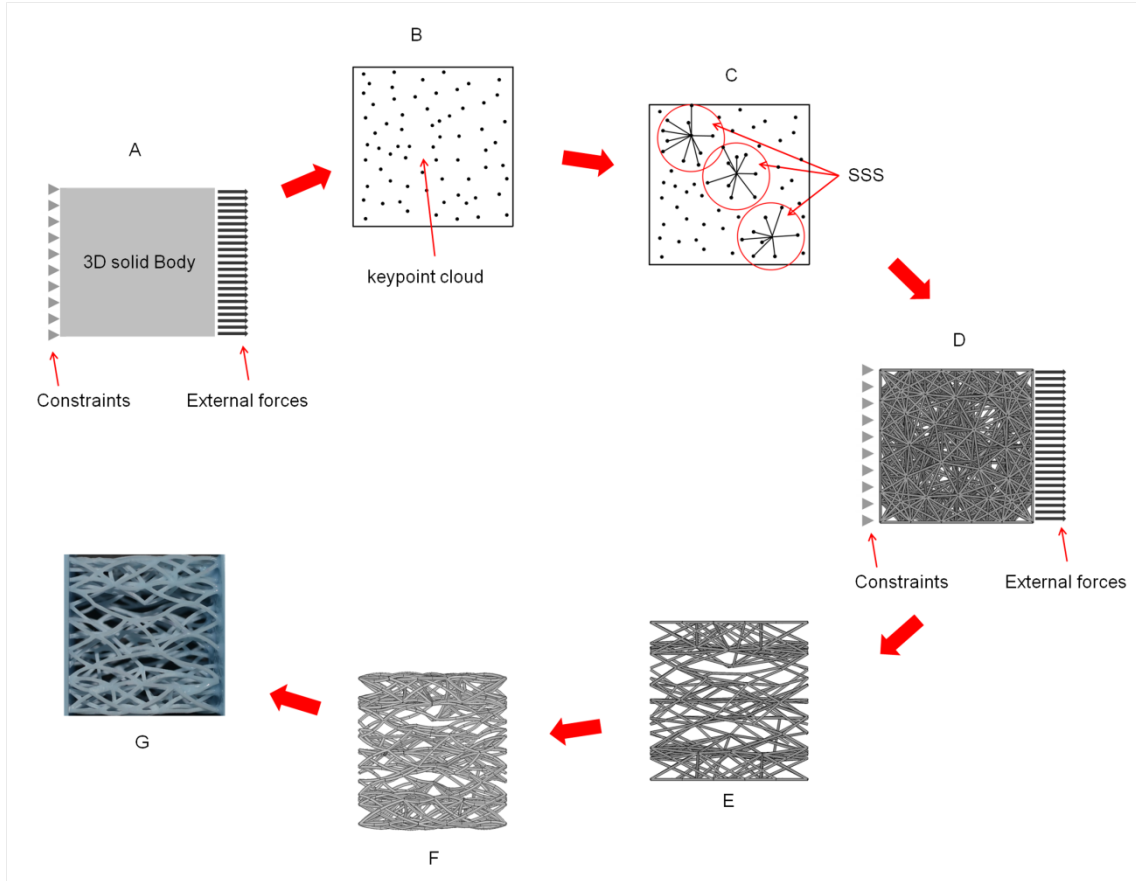 A
3D solid Body
Constraints
External forces
B
keypoint cloud
C
SSS
D
Constraints
External forces
E
F
G